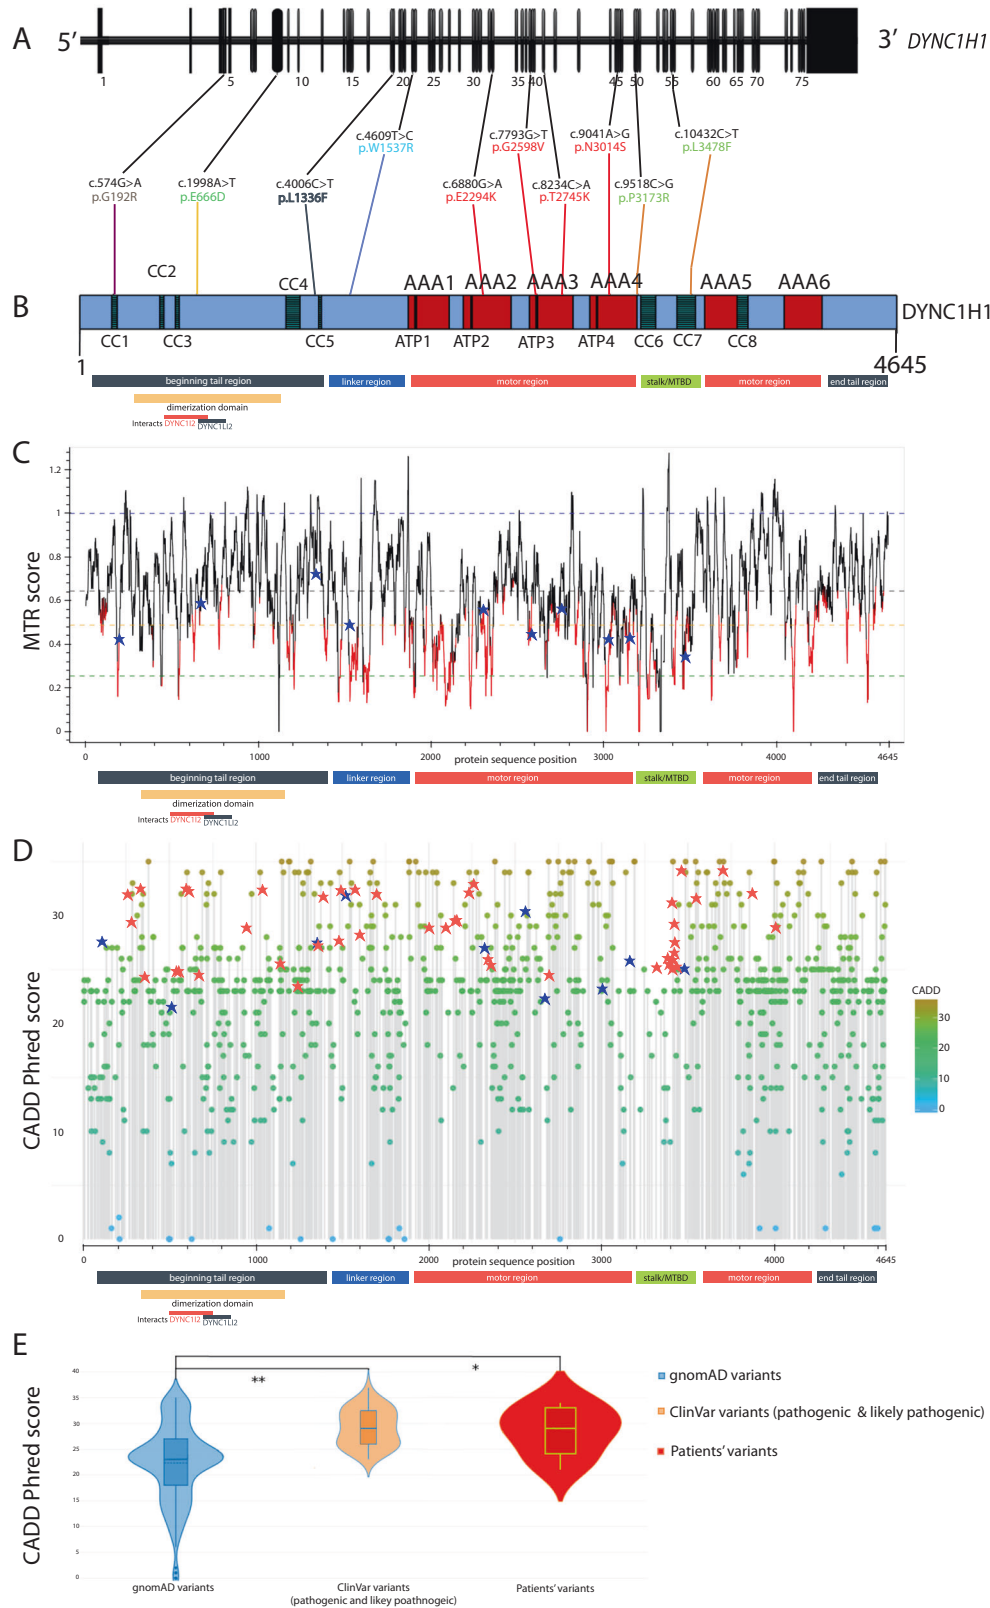 A
5′
3′ DYNC1H1
1 5 10 15 20 25 30 35 40 45 50 55 60 65 70 75
c.574G>A
p.G192R
c.1998A>T
p.E666D
c.4006C>T
p.L1336F
c.4609T>C
p.W1537R
c.6880G>A
p.E2294K
c.7793G>T
p.G2598V
c.8234C>A
p.T2745K
c.9041A>G
p.N3014S
c.9518C>G
p.P3173R
c.10432C>T
p.L3478F
B
CC2 CC4 AAA1 AAA2 AAA3 AAA4 AAA5 AAA6
DYNC1H1
CC1 CC3 CC5 ATP1 ATP2 ATP3 ATP4 CC6 CC7 CC8
1 4645
beginning tail region linker region motor region stalk/MTBD motor region end tail region
dimerization domain
Interacts DYNC1I2
DYNC1LI2
C
MTR score
1.2
1
0.8
0.6
0.4
0.2
0
0 1000 2000 3000 4000 4645
protein sequence position
beginning tail region linker region motor region stalk/MTBD motor region end tail region
dimerization domain
Interacts DYNC1I2
DYNC1LI2
D
CADD Phred score
30
20
10
0
CADD
30
20
10
0
0 1000 2000 3000 4000 4645
protein sequence position
beginning tail region linker region motor region stalk/MTBD motor region end tail region
dimerization domain
Interacts DYNC1I2
DYNC1LI2
E
CADD Phred score
40
35
30
25
20
15
10
5
0
** *
gnomAD variants
ClinVar variants (pathogenic & likely pathogenic)
Patients' variants
gnomAD variants
ClinVar variants
(pathogenic and likey poathnogeic)
Patients' variants